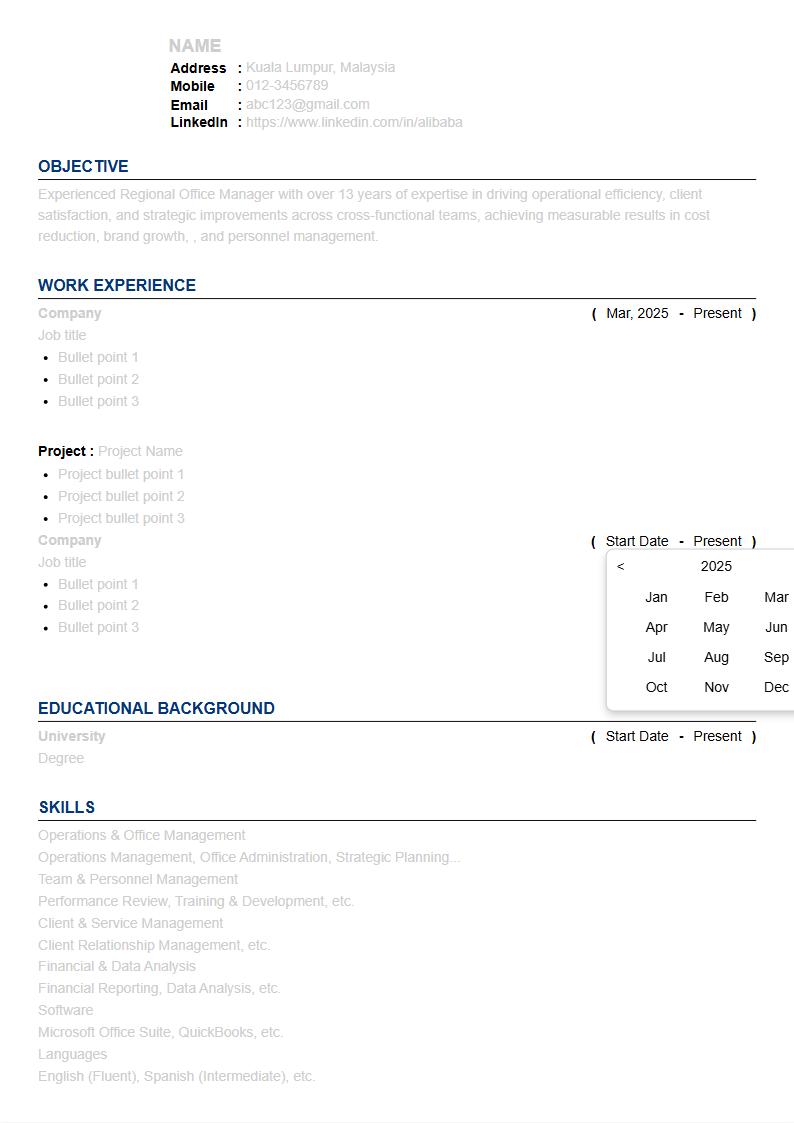 NAME
Address : Kuala Lumpur, Malaysia
Mobile : 012-3456789
Email : abc123@gmail.com
LinkedIn : https://www.linkedin.com/in/alibaba
OBJECTIVE
Experienced Regional Office Manager with over 13 years of expertise in driving operational efficiency, client
satisfaction, and strategic improvements across cross-functional teams, achieving measurable results in cost
reduction, brand growth, , and personnel management.
WORK EXPERIENCE
Company ( Mar, 2025 - Present )
Job title
• Bullet point 1
• Bullet point 2
• Bullet point 3
Project : Project Name
• Project bullet point 1
• Project bullet point 2
• Project bullet point 3
Company ( Start Date - Present )
Job title
• Bullet point 1
• Bullet point 2
• Bullet point 3
< 2025
Jan Feb Mar
Apr May Jun
Jul Aug Sep
Oct Nov Dec
EDUCATIONAL BACKGROUND
University ( Start Date - Present )
Degree
SKILLS
Operations & Office Management
Operations Management, Office Administration, Strategic Planning...
Team & Personnel Management
Performance Review, Training & Development, etc.
Client & Service Management
Client Relationship Management, etc.
Financial & Data Analysis
Financial Reporting, Data Analysis, etc.
Software
Microsoft Office Suite, QuickBooks, etc.
Languages
English (Fluent), Spanish (Intermediate), etc.